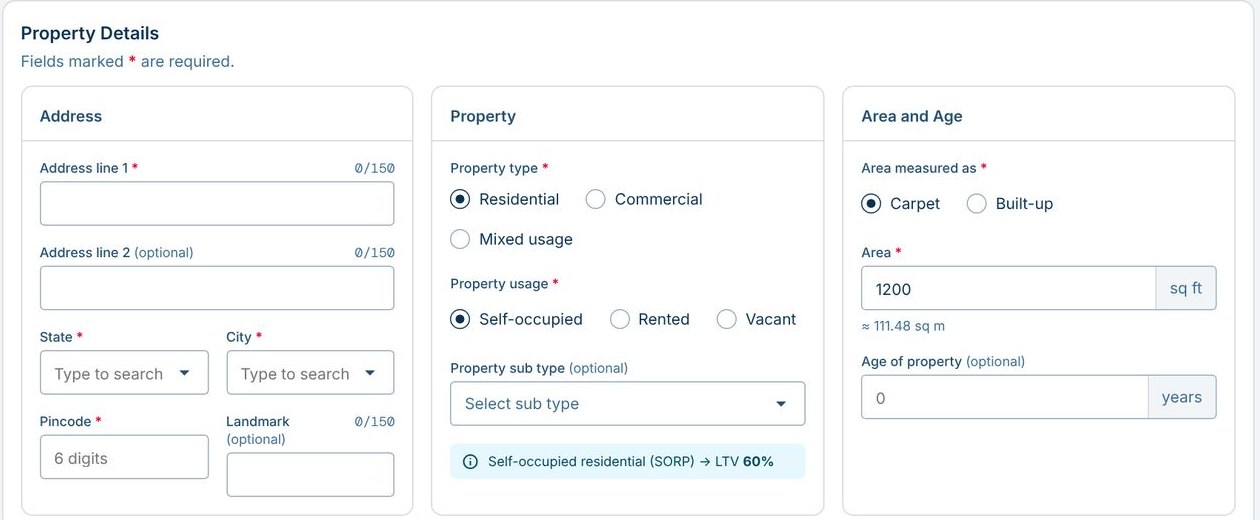 Property Details
Fields marked * are required.
Address
Address line 1 * 0/150
Address line 2 (optional) 0/150
State * City *
Type to search Type to search
Pincode * Landmark 0/150
(optional)
6 digits
Property
Property type *
Residential Commercial
Mixed usage
Property usage *
Self-occupied Rented Vacant
Property sub type (optional)
Select sub type
Self-occupied residential (SORP) → LTV 60%
Area and Age
Area measured as *
Carpet Built-up
Area *
1200 sq ft
≈ 111.48 sq m
Age of property (optional)
0 years